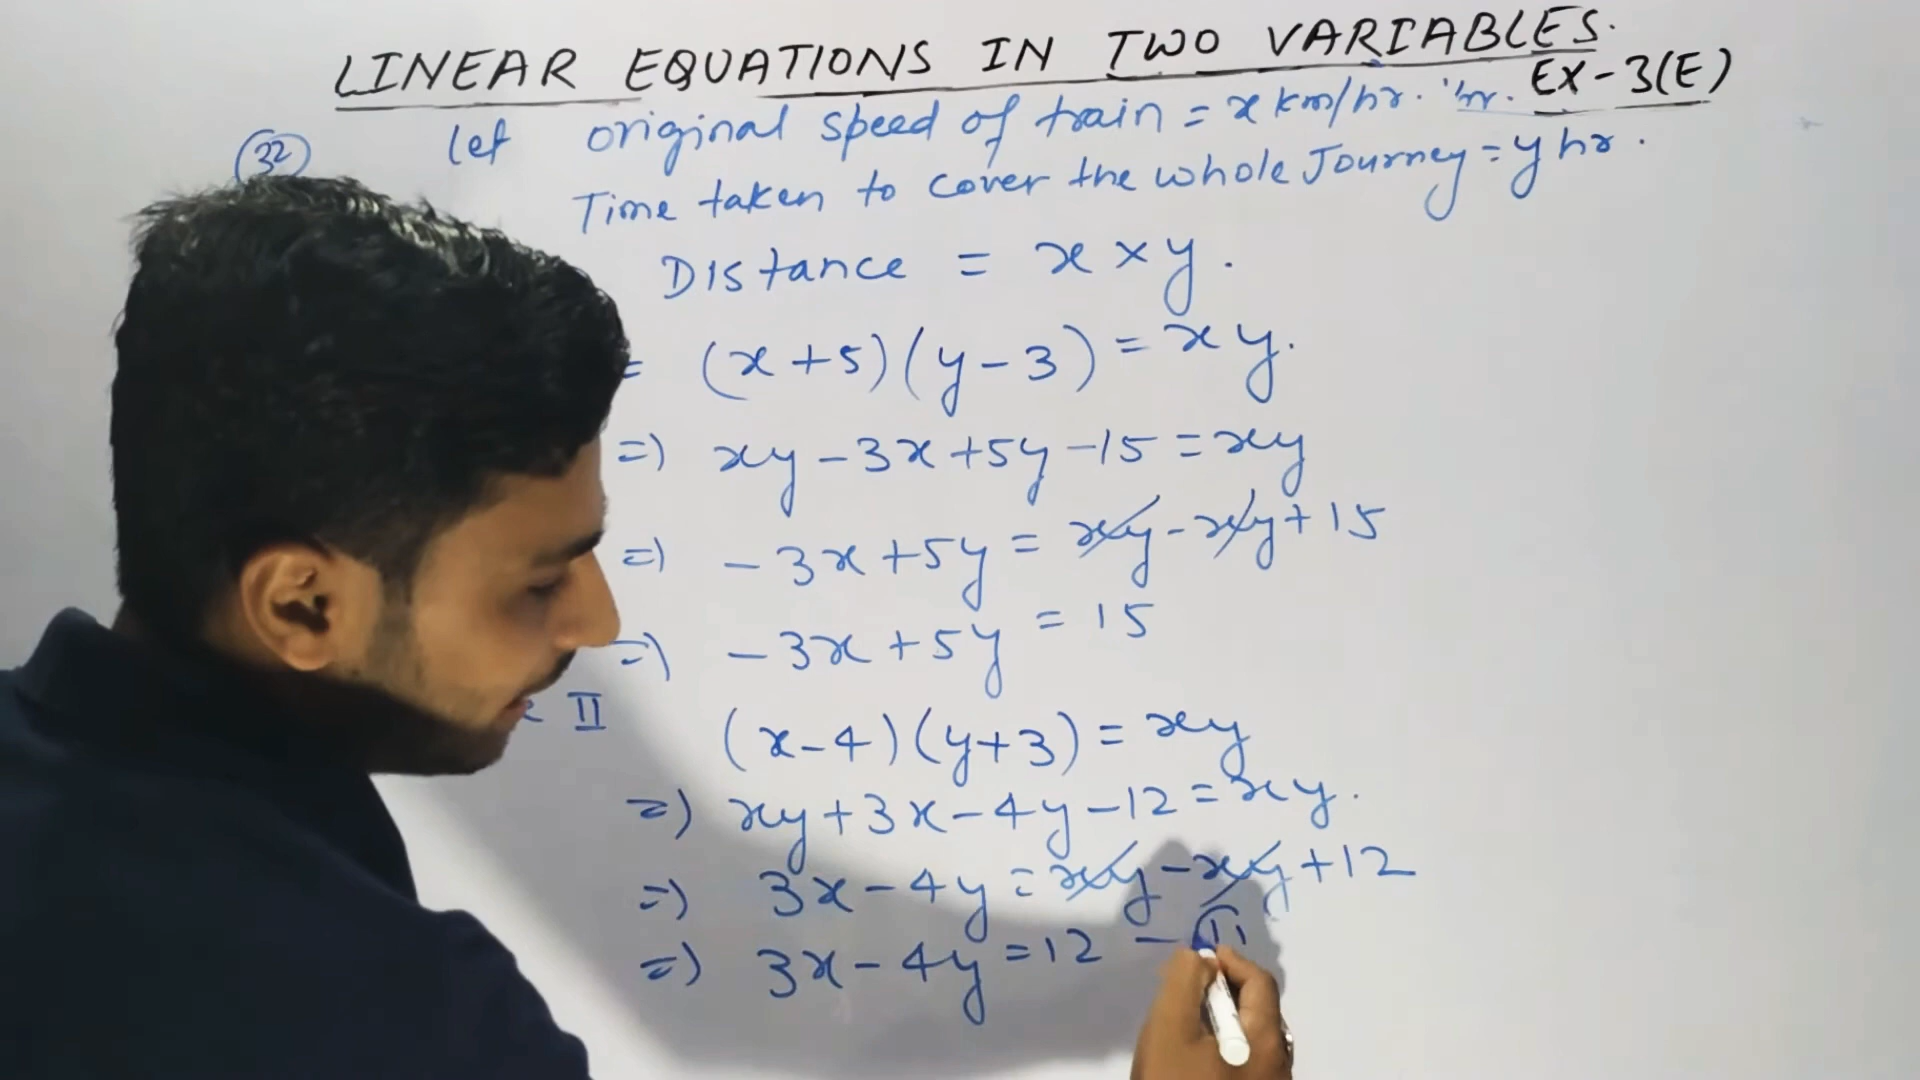 LINEAR EQUATIONS IN TWO VARIABLES.
EX-3(E)
(32) let original speed of train = x km/hr.
Time taken to cover the whole Journey = y hr.
Distance = x × y.
= (x+5)(y-3) = xy.
=) xy-3x+5y-15 = xy
=) -3x+5y = xy-xy+15
=) -3x+5y = 15
II
(x-4)(y+3) = xy
=) xy+3x-4y-12 = xy.
=) 3x-4y = xy-xy+12
=) 3x-4y = 12 - II